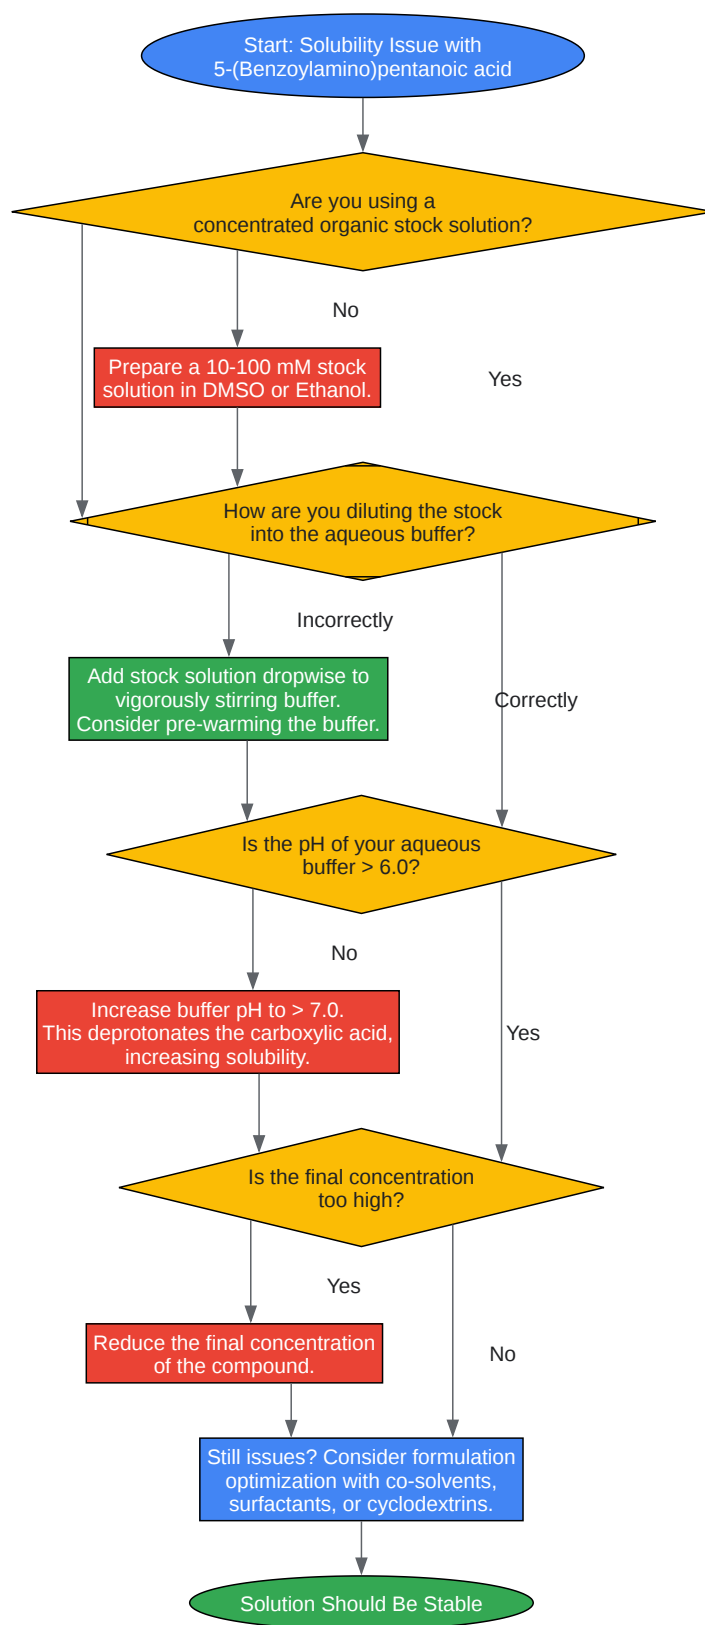 Start: Solubility Issue with
5-(Benzoylamino)pentanoic acid
Are you using a
concentrated organic stock solution?
No
Prepare a 10-100 mM stock
solution in DMSO or Ethanol.
Yes
How are you diluting the stock
into the aqueous buffer?
Incorrectly
Add stock solution dropwise to
vigorously stirring buffer.
Consider pre-warming the buffer.
Correctly
Is the pH of your aqueous
buffer > 6.0?
No
Increase buffer pH to > 7.0.
This deprotonates the carboxylic acid,
increasing solubility.
Yes
Is the final concentration
too high?
Yes
Reduce the final concentration
of the compound.
No
Still issues? Consider formulation
optimization with co-solvents,
surfactants, or cyclodextrins.
Solution Should Be Stable